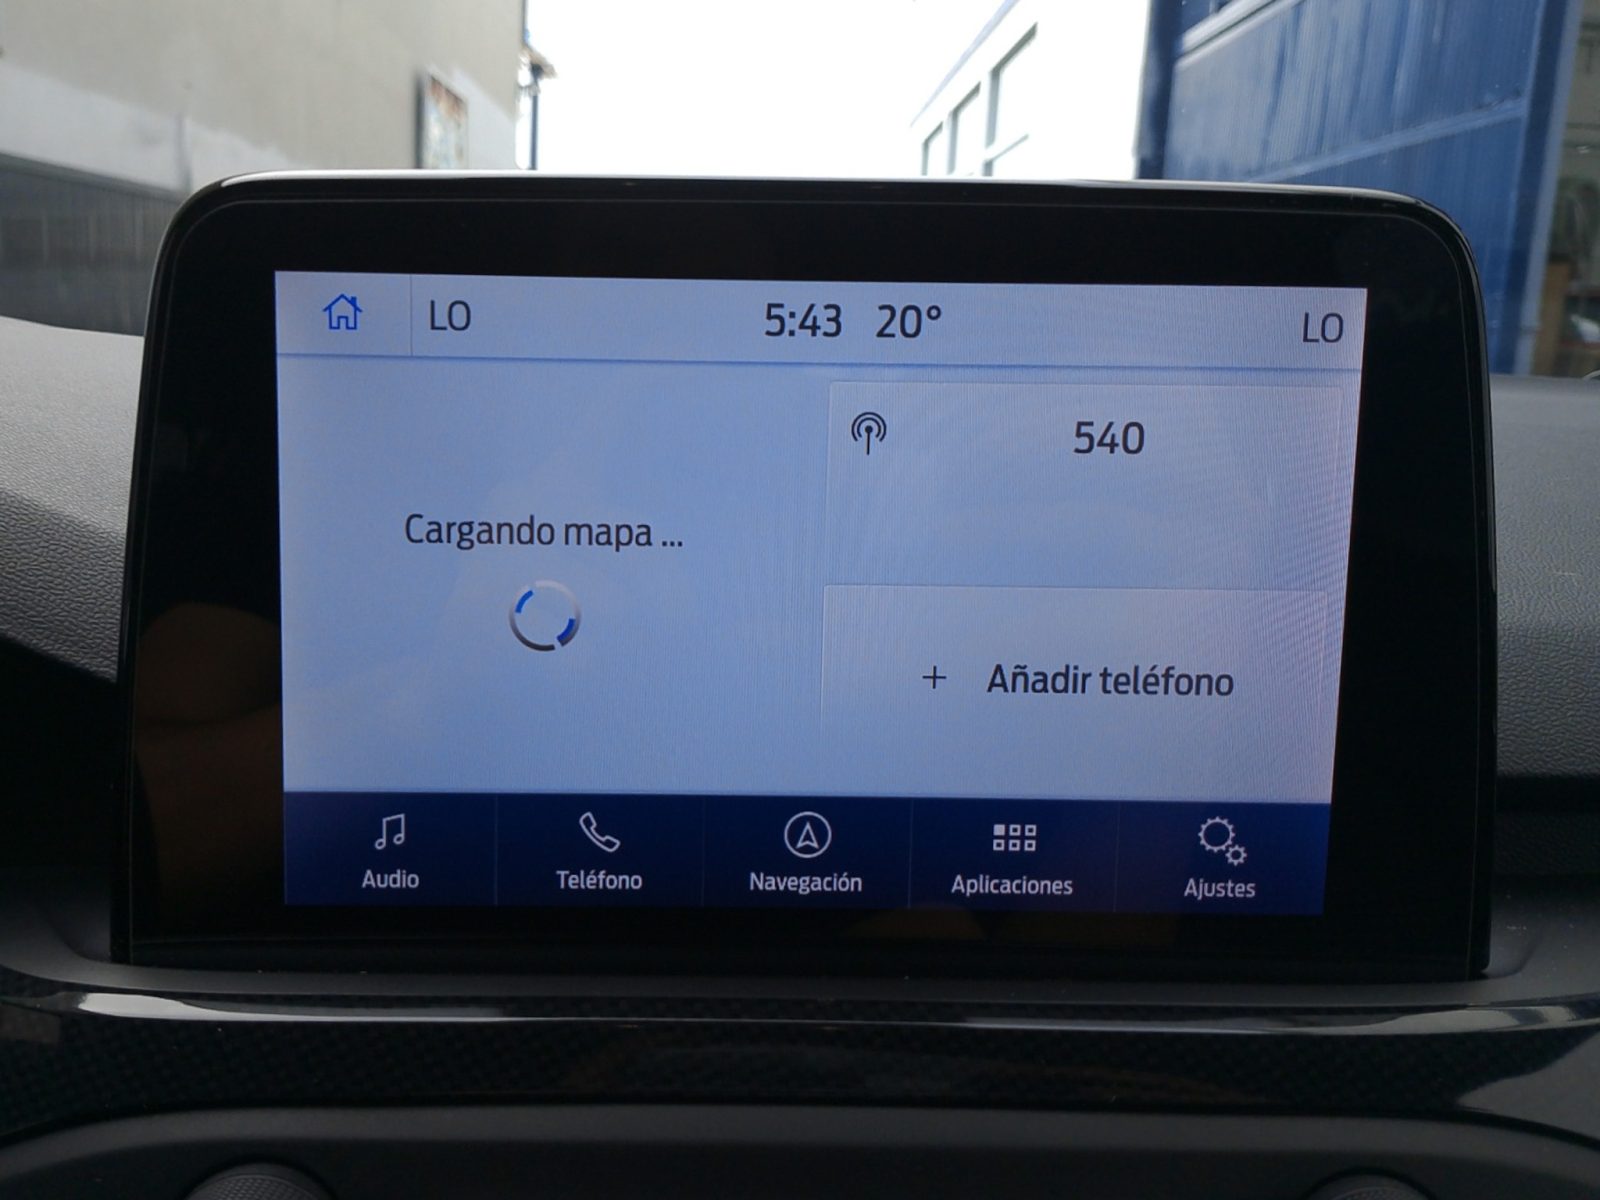 LO 5:43 20° LO
540
Cargando mapa ...
+ Añadir teléfono
Audio Teléfono Navegación Aplicaciones Ajustes